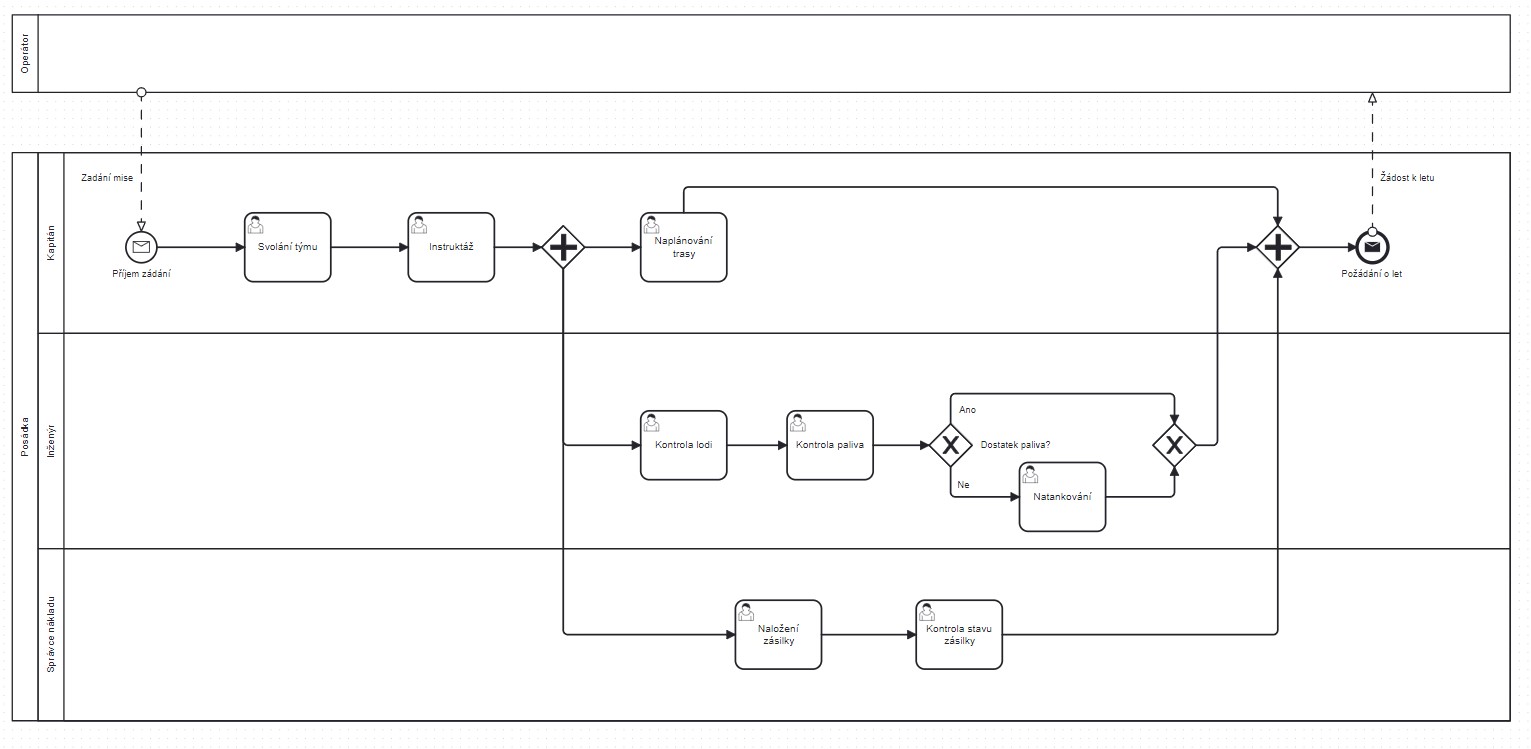 Operátor
Posádka
Kapitán
Zadání mise
Příjem zádání
Svolání týmu
Instruktáž
Naplánování
trasy
Žádost k letu
Požádání o let
Inženýr
Kontrola lodi
Kontrola paliva
Ano
Dostatek paliva?
Ne
Natankování
Správce nákladu
Naložení
zásilky
Kontrola stavu
zásilky